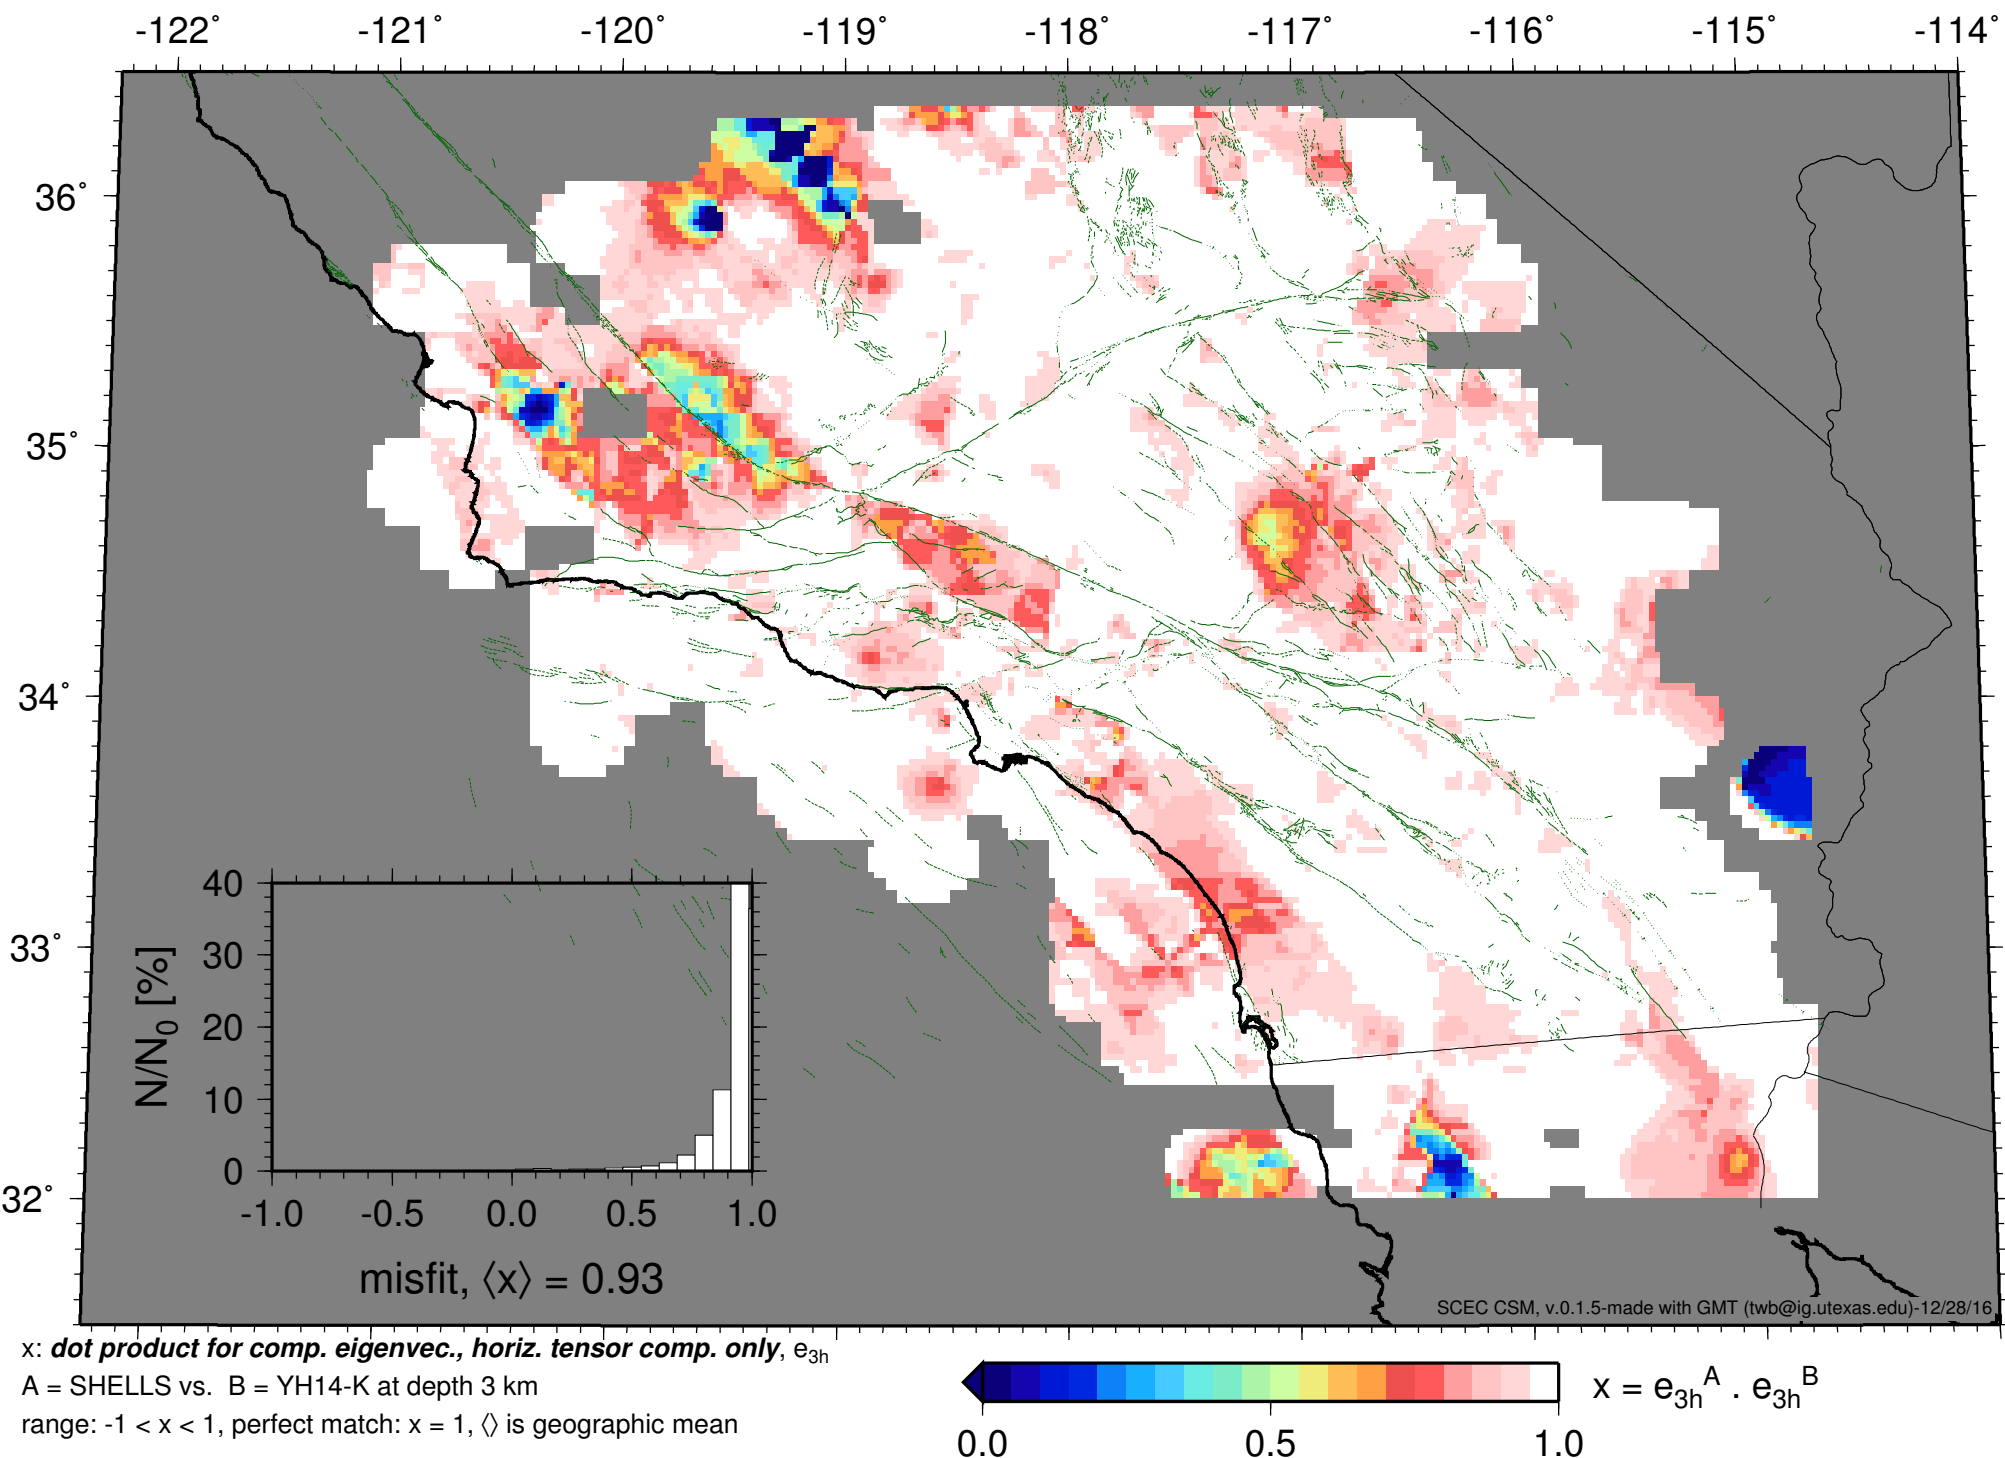 -122° -121° -120° -119° -118° -117° -116° -115° -114°
36°
35°
34°
33°
32°
40
30
20
10
0
N/N0 [%]
-1.0 -0.5 0.0 0.5 1.0
misfit, ⟨x⟩ = 0.93
SCEC CSM, v.0.1.5-made with GMT (twb@ig.utexas.edu)-12/28/16
x: dot product for comp. eigenvec., horiz. tensor comp. only, e3h
A = SHELLS vs. B = YH14-K at depth 3 km
range: -1 < x < 1, perfect match: x = 1, ⟨⟩ is geographic mean
x = e3h^A . e3h^B
0.0 0.5 1.0